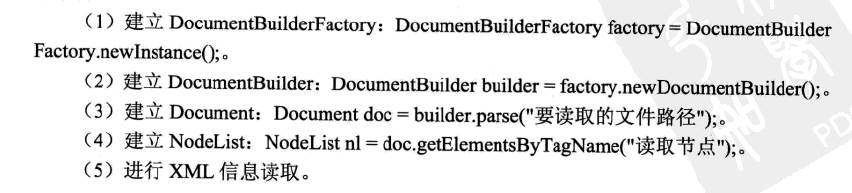 （1）建立 DocumentBuilderFactory：DocumentBuilderFactory factory = DocumentBuilder
Factory.newInstance();。
（2）建立 DocumentBuilder：DocumentBuilder builder = factory.newDocumentBuilder();。
（3）建立 Document：Document doc = builder.parse("要读取的文件路径");。
（4）建立 NodeList：NodeList nl = doc.getElementsByTagName("读取节点");。
（5）进行 XML 信息读取。
PD